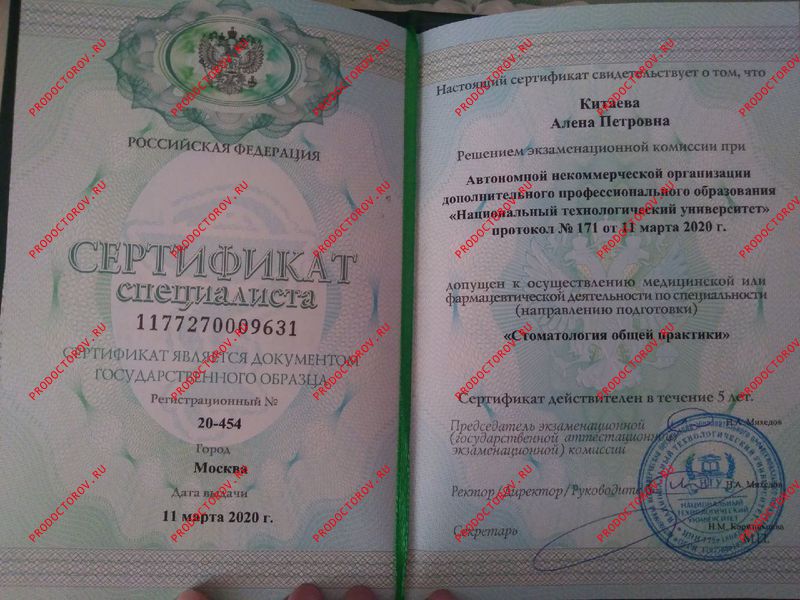 РОССИЙСКАЯ ФЕДЕРАЦИЯ
СЕРТИФИКАТ
специалиста
1177270009631
СЕРТИФИКАТ ЯВЛЯЕТСЯ ДОКУМЕНТОМ
ГОСУДАРСТВЕННОГО ОБРАЗЦА
Регистрационный №
20-454
Город
Москва
Дата выдачи
11 марта 2020 г.
Настоящий сертификат свидетельствует о том, что
Китаева
Алена Петровна
Решением экзаменационной комиссии при
Автономной некоммерческой организации
дополнительного профессионального образования
«Национальный технологический университет»
протокол № 171 от 11 марта 2020 г.
допущен к осуществлению медицинской или
фармацевтической деятельности по специальности
(направлению подготовки)
«Стоматология общей практики»
Сертификат действителен в течение 5 лет.
Председатель экзаменационной
(государственной аттестационной
экзаменационной) комиссии
Ректор/Директор/Руководитель
Секретарь
М.П.
НТУ
НАЦИОНАЛЬНЫЙ
ТЕХНОЛОГИЧЕСКИЙ
УНИВЕРСИТЕТ
PRODOCTOROV.RU